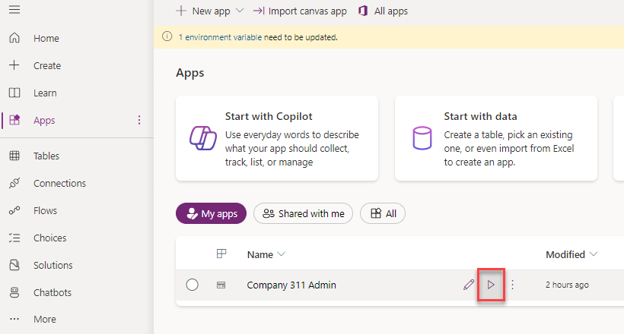 New app
Import canvas app
All apps
1 environment variable need to be updated.
Home
Create
Learn
Apps
Tables
Connections
Flows
Choices
Solutions
Chatbots
More
Apps
Start with Copilot
Use everyday words to describe
what your app should collect,
track, list, or manage
Start with data
Create a table, pick an existing
one, or even import from Excel
to create an app.
My apps
Shared with me
All
Name
Modified
Company 311 Admin
2 hours ago